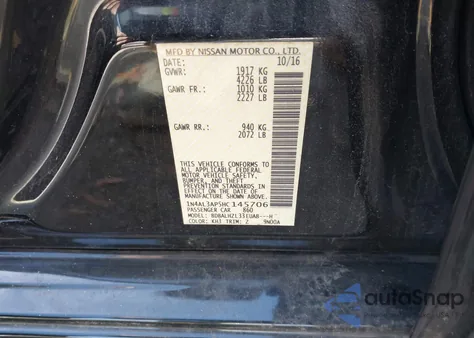 MFD BY NISSAN MOTOR CO., LTD.
DATE: 10/16
GVWR: 1917 KG
4226 LB
GAWR FR.: 1010 KG
2227 LB
GAWR RR.: 940 KG
2072 LB
THIS VEHICLE CONFORMS TO ALL APPLICABLE FEDERAL
MOTOR VEHICLE SAFETY,
BUMPER, AND THEFT
PREVENTION STANDARDS
IN EFFECT ON THE DATE OF
MANUFACTURE SHOWN ABOVE.
1N4AL3AP5HC145706
PASSENGER CAR 860
MODEL: BDBALHZL33EUAB---H
COLOR: KH3 TRIM: Z
autoSnap